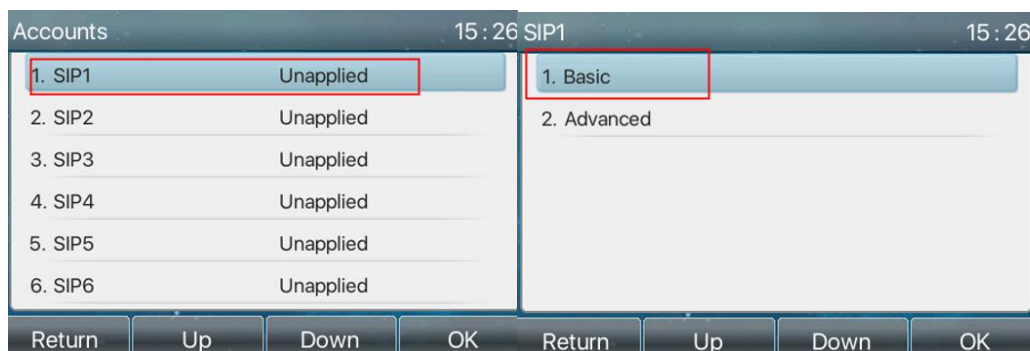 Accounts 15:26
1. SIP1 Unapplied
2. SIP2 Unapplied
3. SIP3 Unapplied
4. SIP4 Unapplied
5. SIP5 Unapplied
6. SIP6 Unapplied
Return Up Down OK
SIP1 15:26
1. Basic
2. Advanced
Return Up Down OK